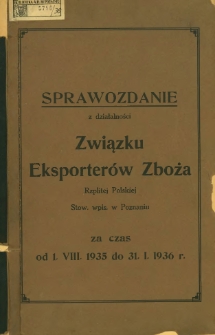 SPRAWOZDANIE
z działalności
Związku
Eksporterów Zboża
Rzplitej Polskiej
Stow. wpis. w Poznaniu
za czas
od 1. VIII. 1935 do 31. I. 1936 r.